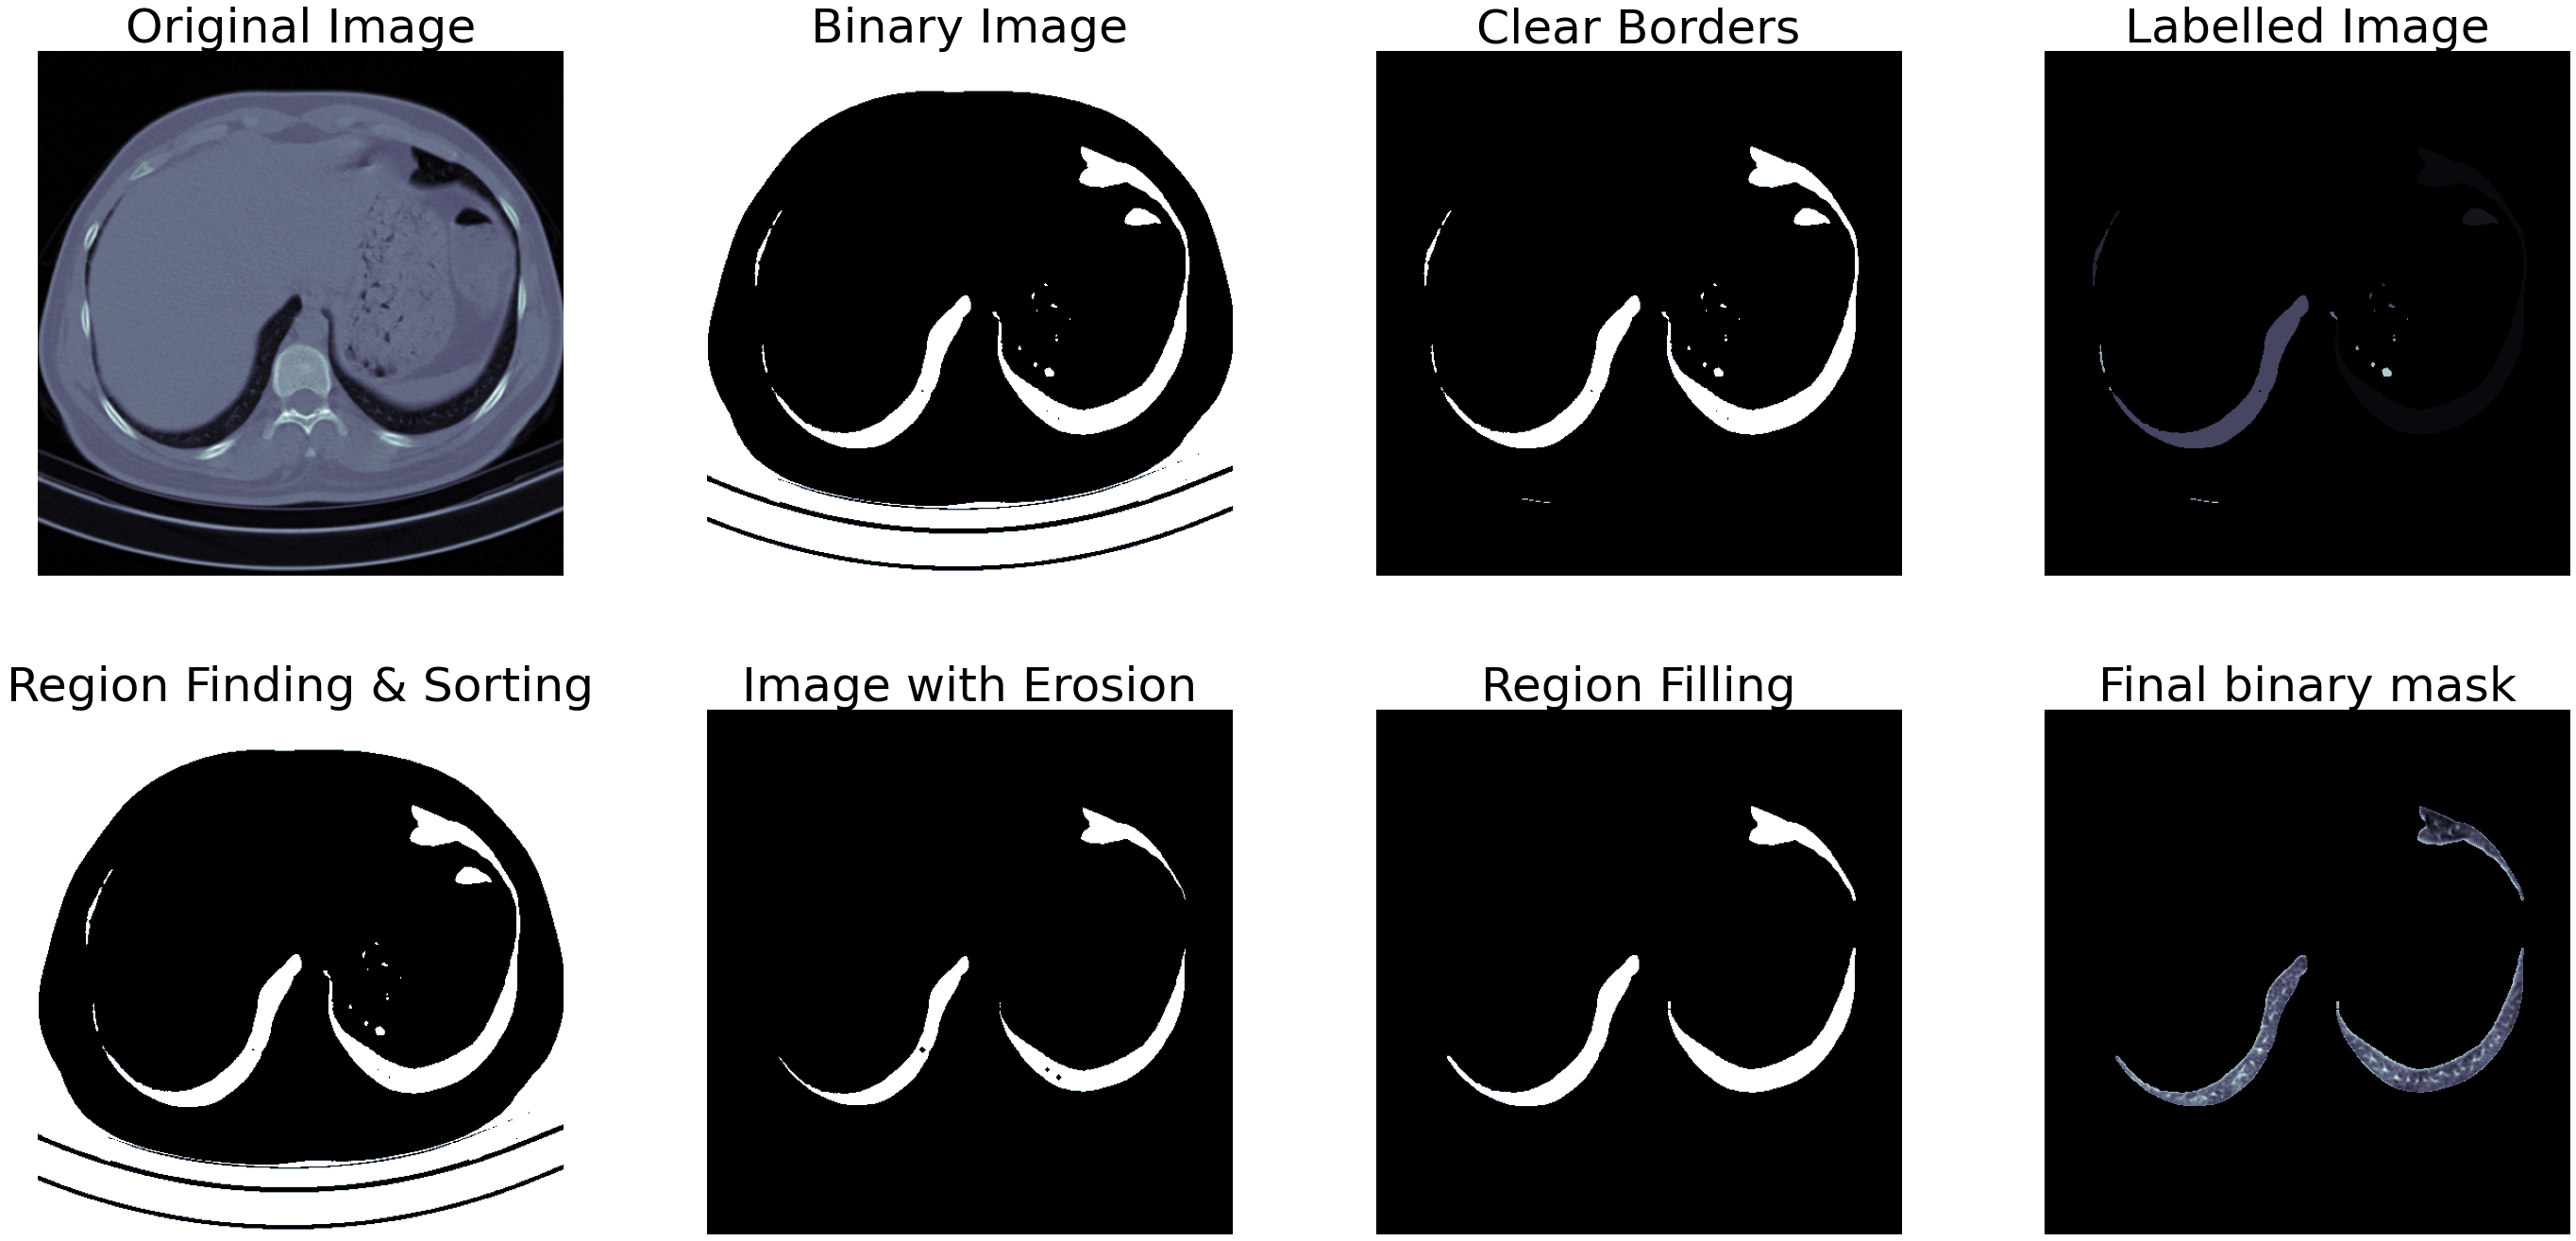 Original Image
Binary Image
Clear Borders
Labelled Image
Region Finding & Sorting
Image with Erosion
Region Filling
Final binary mask